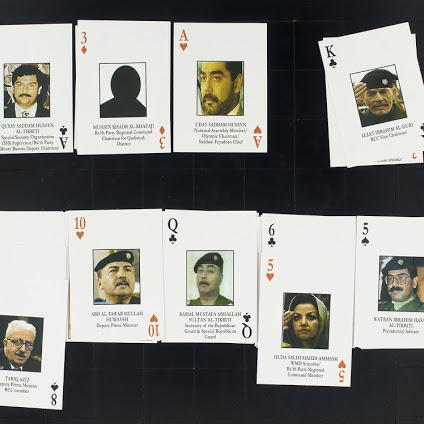 A
QUSAY SADDAM HUSAYN
AL-TIKRITI
Special Security Organization
(SSO) Supervisor/Ba'th Party
Military Bureau Deputy Chairman
3
MUHSIN KHADR AL-KHAFAJI
Ba'th Party Regional Command
Chairman for Qadisiyah
District
3
A
UDAY SADDAM HUSAYN
National Assembly Member/
Olympic Chairman/
Saddam Feyadeen Chief
A
K
IZZAT IBRAHIM AL-DURI
RCC Vice Chairman
2
TARIQ AZIZ
Deputy Prime Minister
RCC member
8
10
ABD AL-TAWAB MULLAH
HUWAYSH
Deputy Prime Minister
10
Q
KAMAL MUSTAFA ABDALLAH
SULTAN AL-TIKRITI
Secretary of the Republican
Guard & Special Republican
Guard
Q
6
5
HUDA SALIH MAHDI AMMASH
WMD Scientist/
Ba'th Party Regional
Command Member
5
5
WATBAN IBRAHIM HASAN
AL-TIKRITI
Presidential Adviser